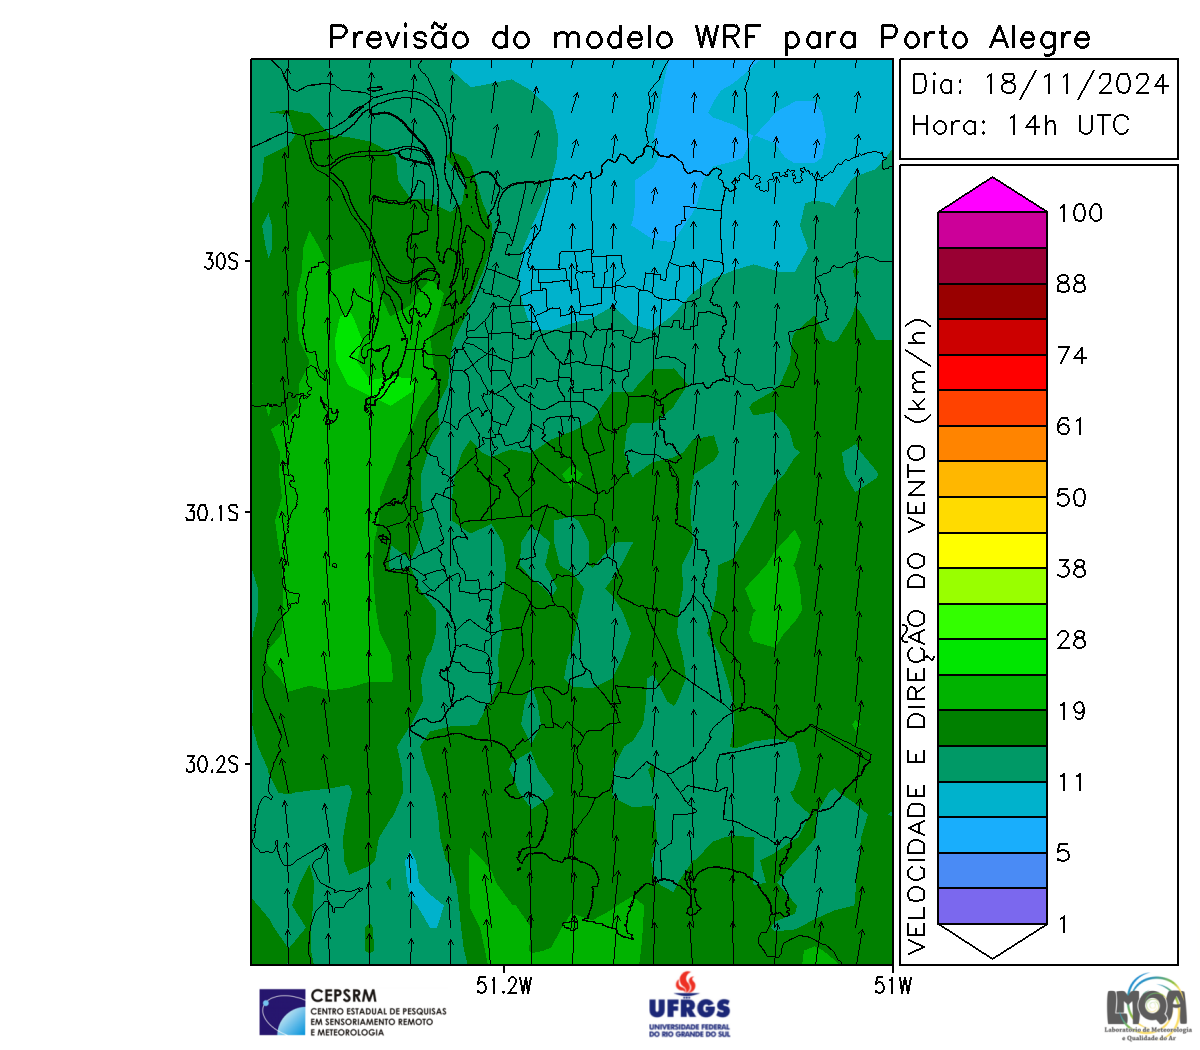 Previsão do modelo WRF para Porto Alegre
Dia: 18/11/2024
Hora: 14h UTC
30S
30.1S
30.2S
51.2W
51W
VELOCIDADE E DIREÇÃO DO VENTO (km/h)
100
88
74
61
50
38
28
19
11
5
1
CEPSRM
CENTRO ESTADUAL DE PESQUISAS
EM SENSORIAMENTO REMOTO
E METEOROLOGIA
UFRGS
UNIVERSIDADE FEDERAL
DO RIO GRANDE DO SUL
LMQA
Laboratório de Meteorologia
e Qualidade do Ar